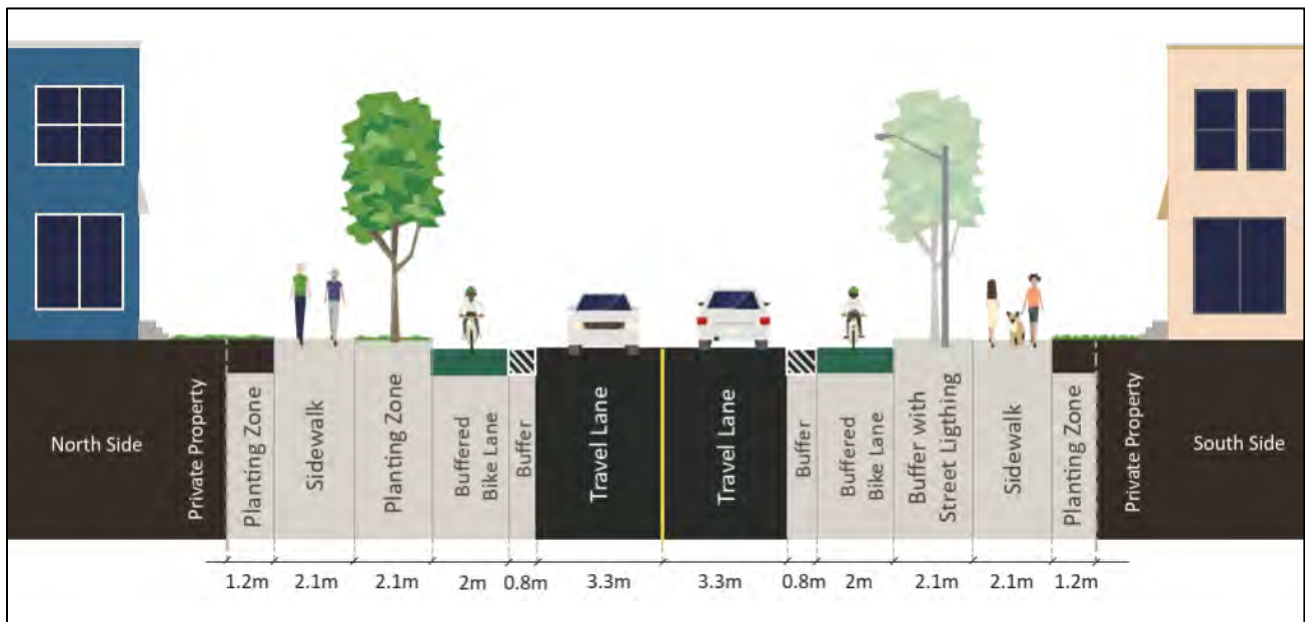 North Side
Private Property
Planting Zone
Sidewalk
Planting Zone
Buffered
Bike Lane
Buffer
Travel Lane
Travel Lane
Buffer
Buffered
Bike Lane
Buffer with
Street Ligthing
Sidewalk
Planting Zone
Private Property
South Side
1.2m 2.1m 2.1m 2m 0.8m 3.3m 3.3m 0.8m 2m 2.1m 2.1m 1.2m